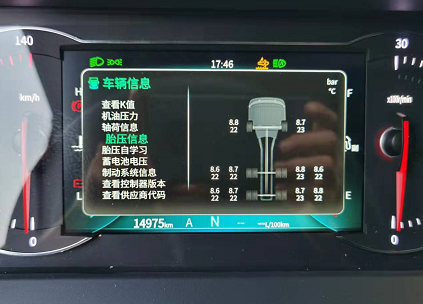 140
30
17:46
km/h
x100r/min
车辆信息
bar
℃
查看K值
机油压力
轴荷信息
胎压信息
胎压自学习
蓄电池电压
制动系统信息
查看控制器版本
查看供应商代码
8.8 8.7
22 23
8.6 8.7 8.8 8.6
22 22 23 22
8.6 8.7 8.7 8.8
22 22 23 22
H
F
L
E
14975km A N -- --L/100km
0
0